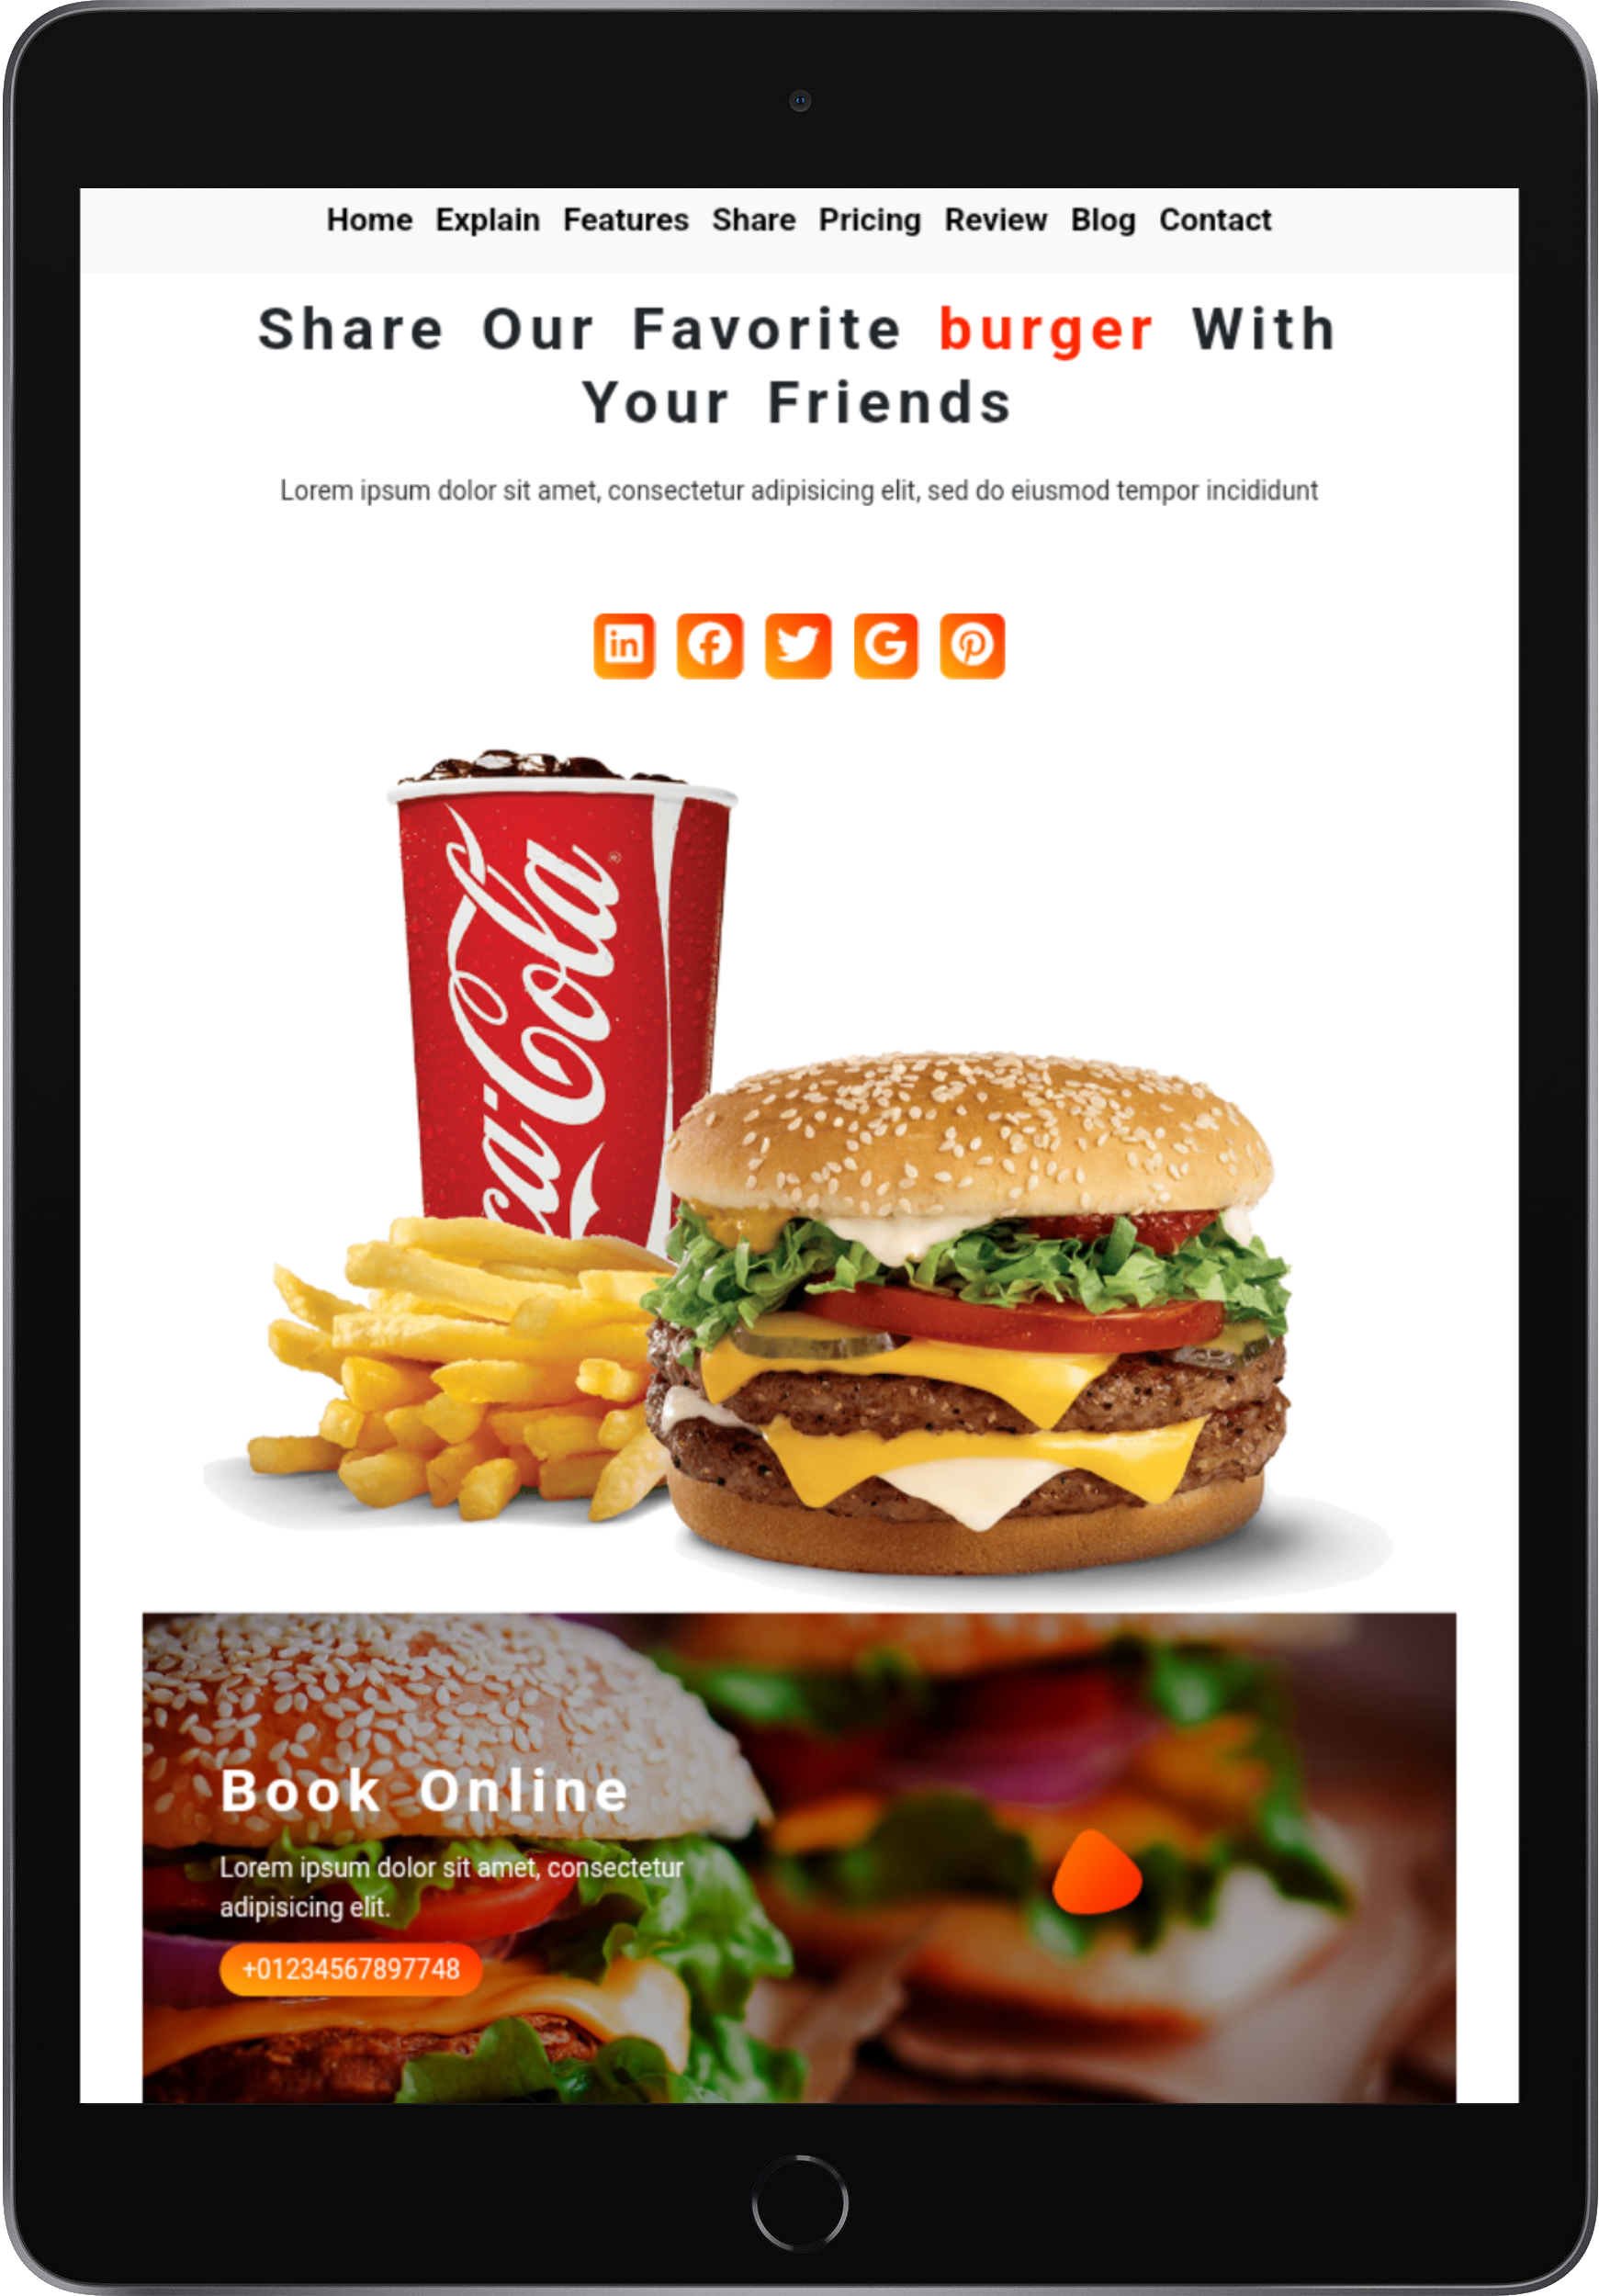 Home Explain Features Share Pricing Review Blog Contact
Share Our Favorite burger With
Your Friends
Lorem ipsum dolor sit amet, consectetur adipisicing elit, sed do eiusmod tempor incididunt
in
ca-Cola
Book Online
Lorem ipsum dolor sit amet, consectetur
adipisicing elit.
+01234567897748